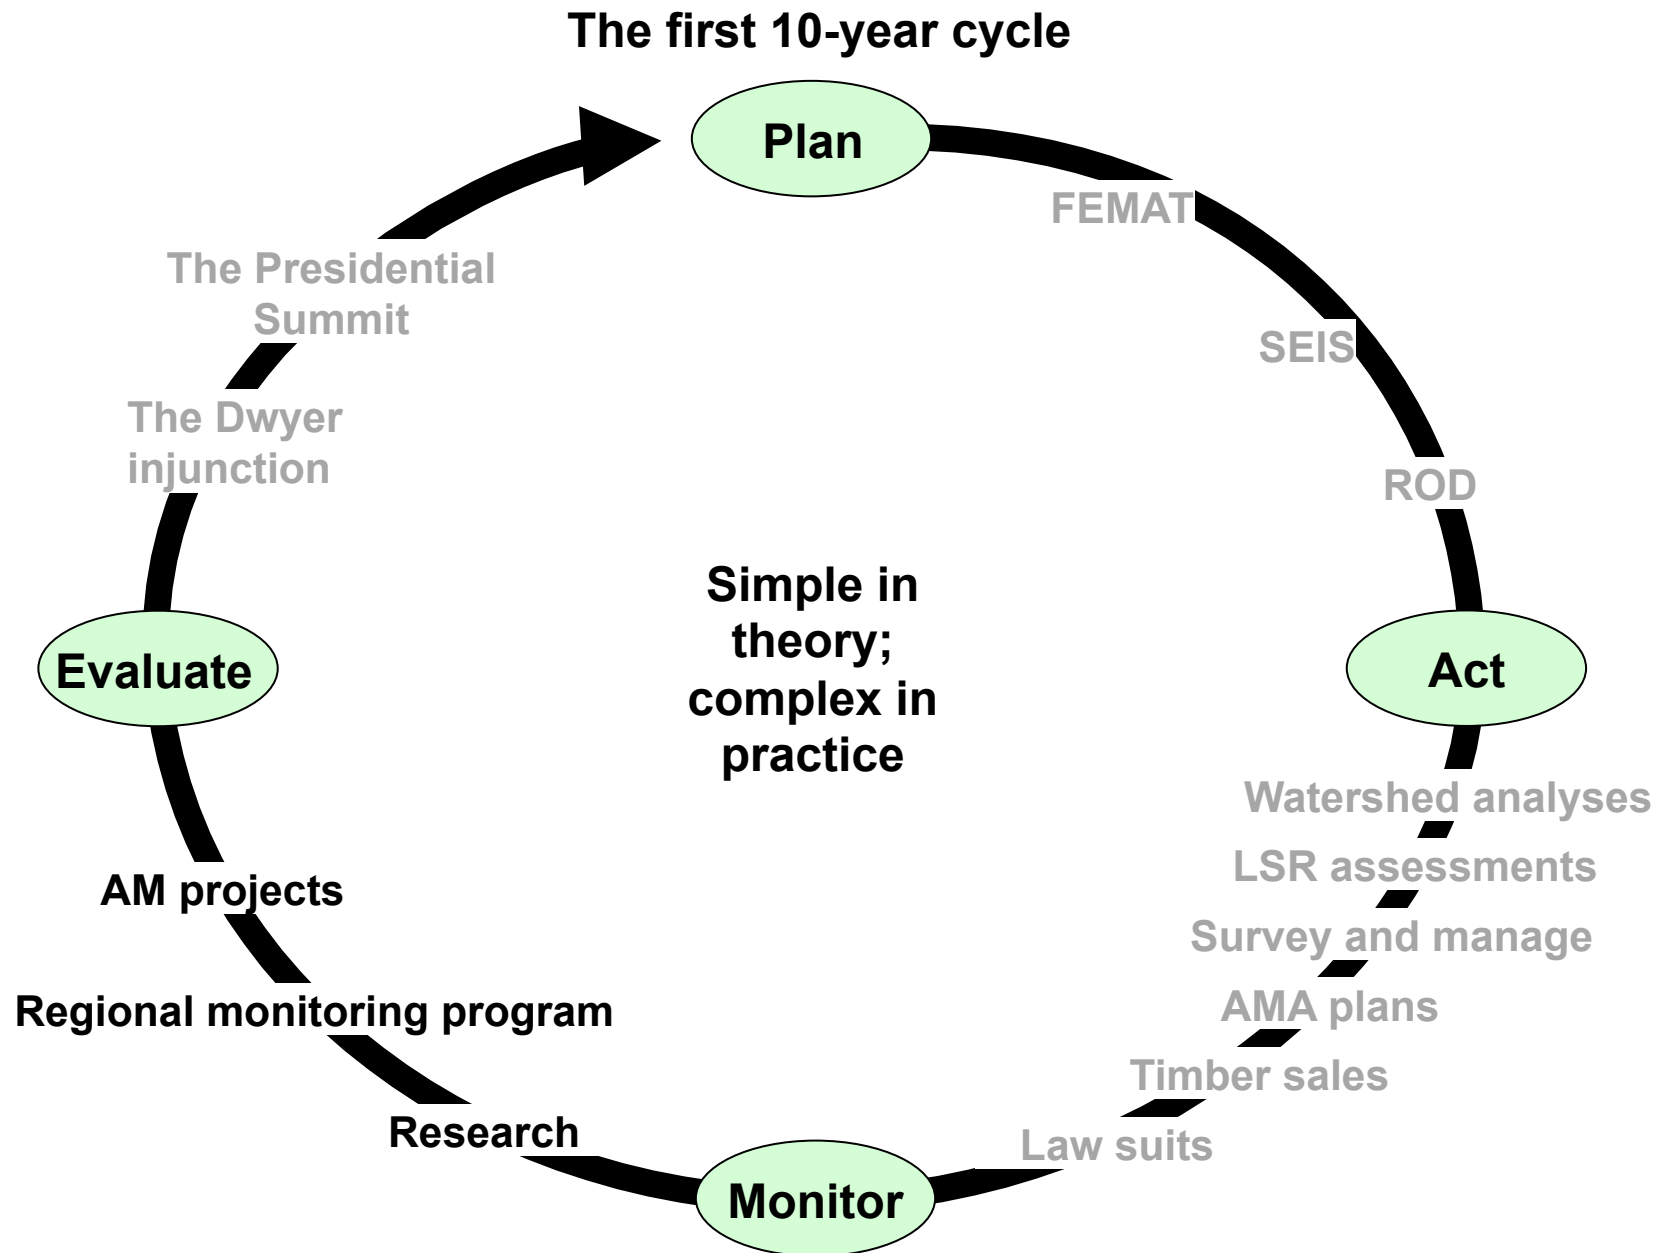 The first 10-year cycle
Plan
FEMAT
SEIS
ROD
Act
Watershed analyses
LSR assessments
Survey and manage
AMA plans
Timber sales
Law suits
Monitor
Research
Regional monitoring program
AM projects
Evaluate
The Dwyer
injunction
The Presidential
Summit
Simple in
theory;
complex in
practice